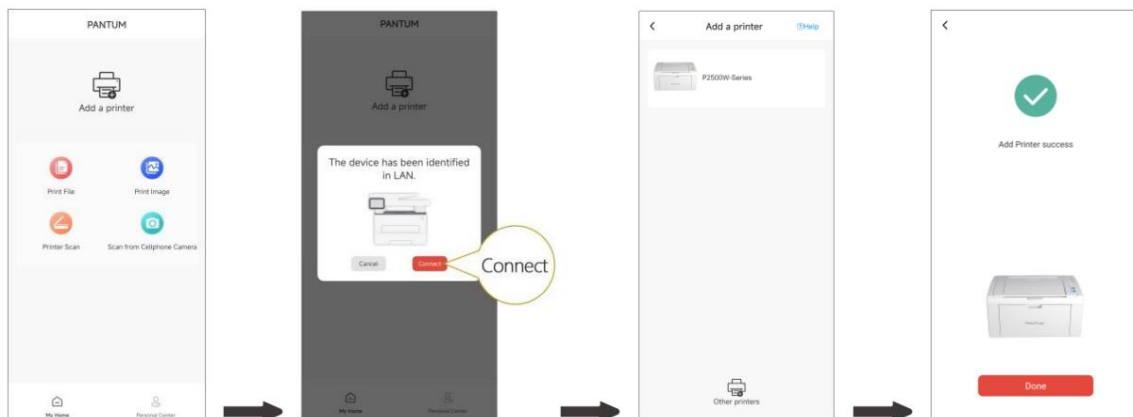 PANTUM
Add a printer
Print File
Print Image
Printer Scan
Scan from Cellphone Camera
My Home
Personal Center
PANTUM
Add a printer
The device has been identified
in LAN.
Cancel
Connect
Connect
My Home
Personal Center
Add a printer
Help
P2500W-Series
Other printers
Add Printer success
Done